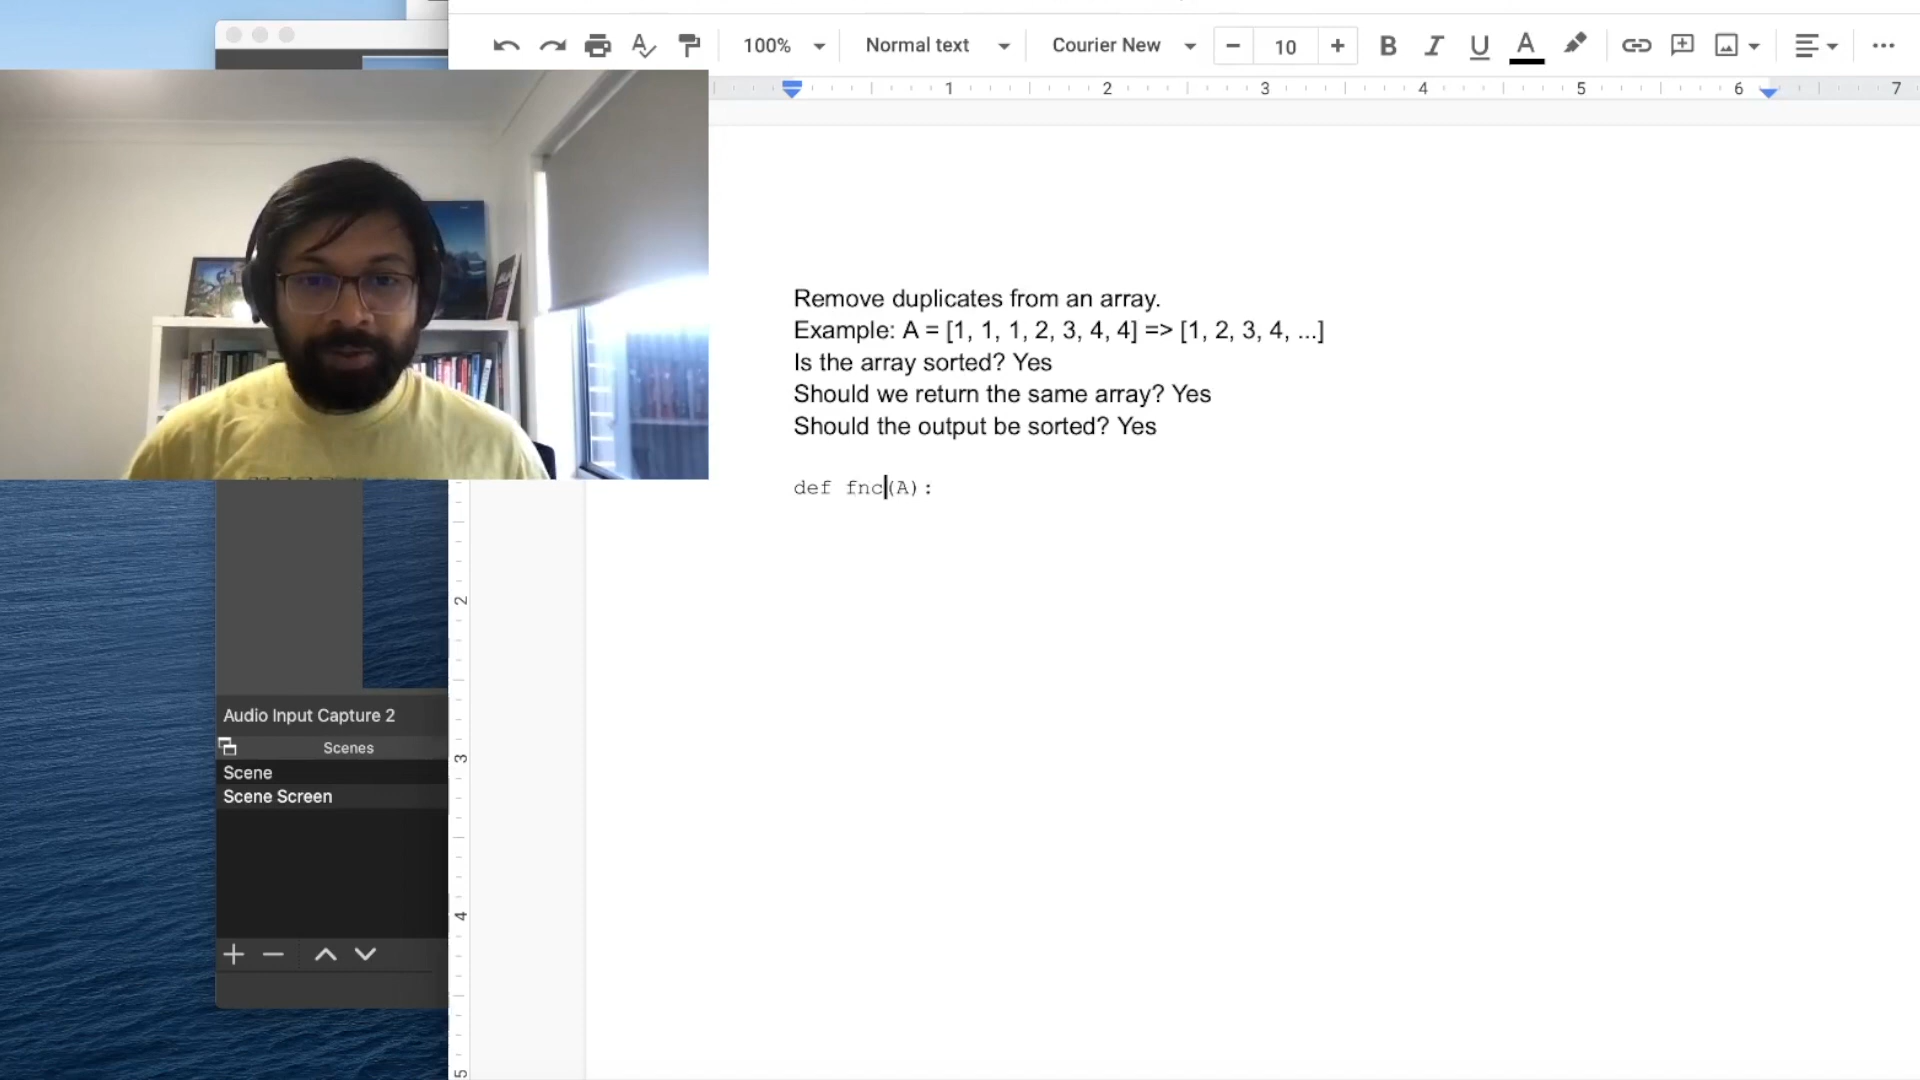 100%
Normal text
Courier New
10
B I U A
1 2 3 4 5 6 7
Remove duplicates from an array.
Example: A = [1, 1, 1, 2, 3, 4, 4] => [1, 2, 3, 4, ...]
Is the array sorted? Yes
Should we return the same array? Yes
Should the output be sorted? Yes
def fnc(A):
2
3
4
5
Audio Input Capture 2
Scenes
Scene
Scene Screen